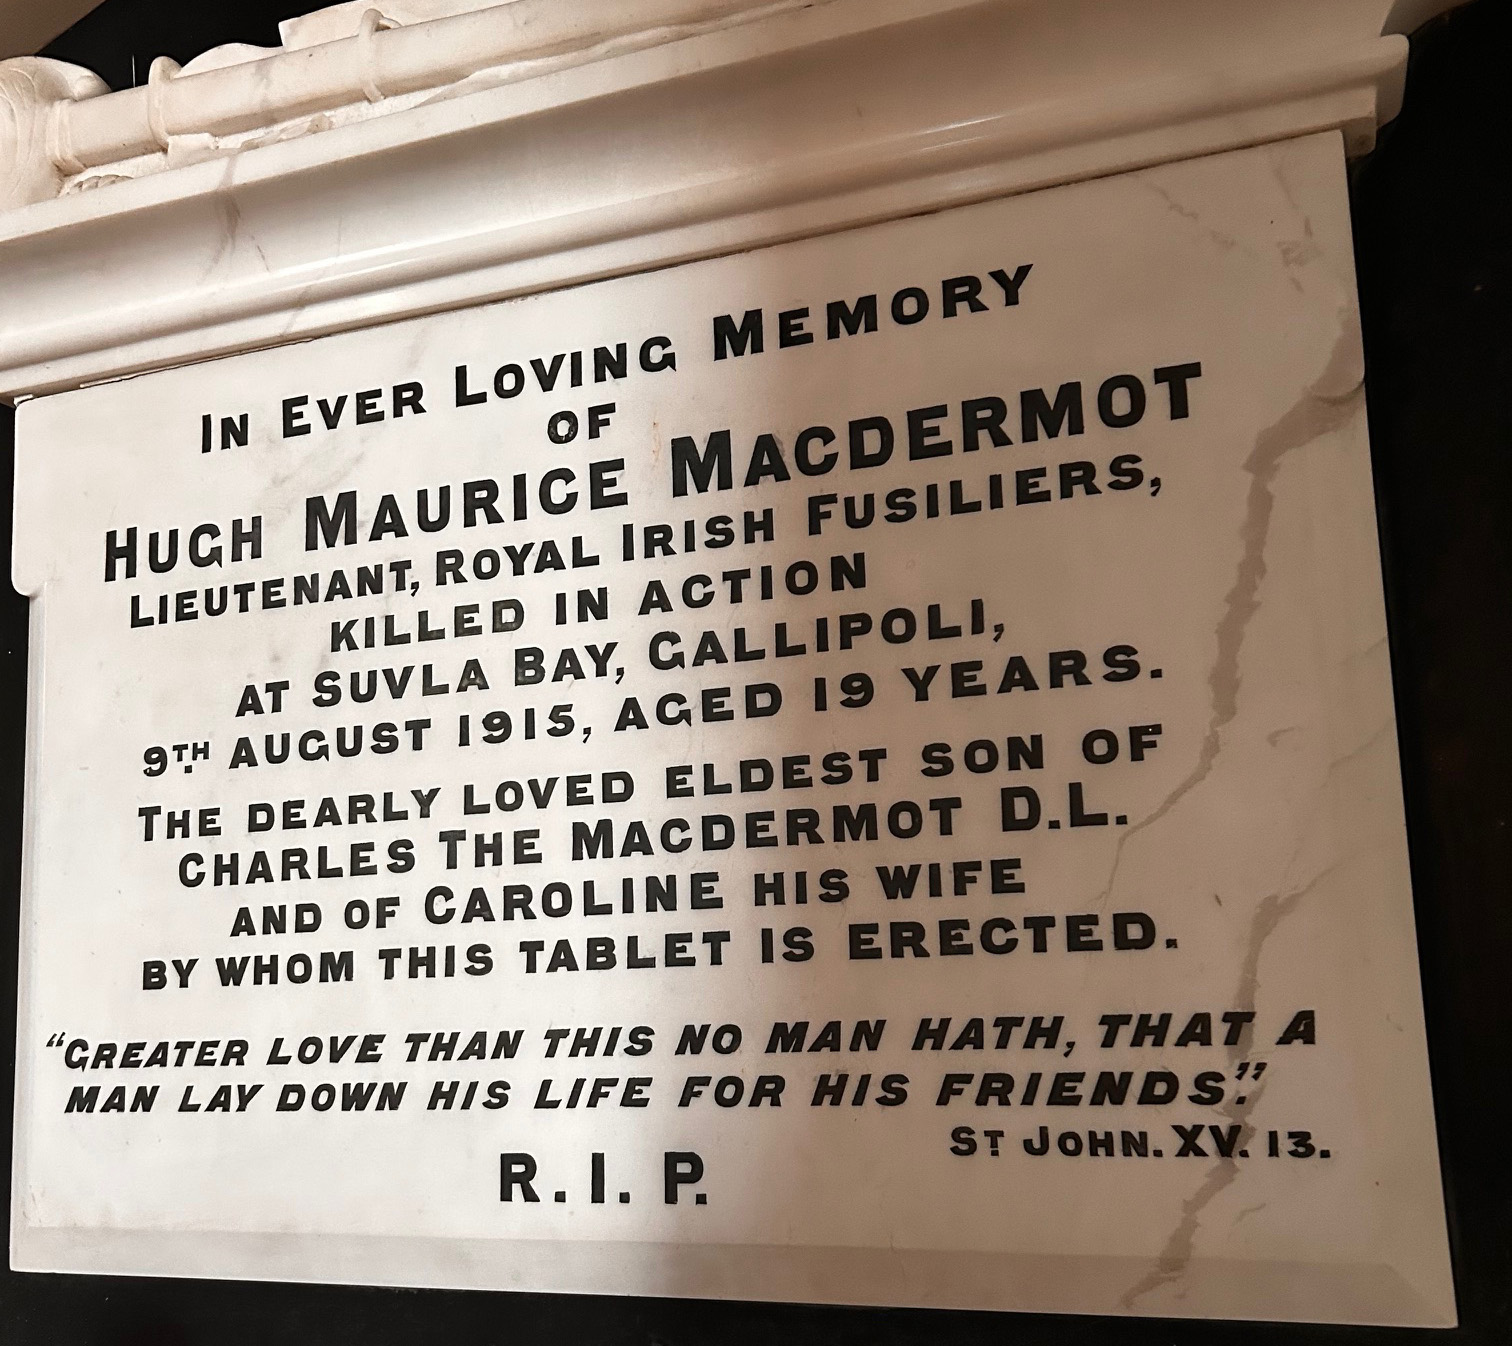 IN EVER LOVING MEMORY
OF
HUGH MAURICE MACDERMOT
LIEUTENANT, ROYAL IRISH FUSILIERS,
KILLED IN ACTION
AT SUVLA BAY, GALLIPOLI,
9TH AUGUST 1915, AGED 19 YEARS.
THE DEARLY LOVED ELDEST SON OF
CHARLES THE MACDERMOT D.L.
AND OF CAROLINE HIS WIFE
BY WHOM THIS TABLET IS ERECTED.
"GREATER LOVE THAN THIS NO MAN HATH, THAT A
MAN LAY DOWN HIS LIFE FOR HIS FRIENDS."
ST JOHN. XV. 13.
R. I. P.